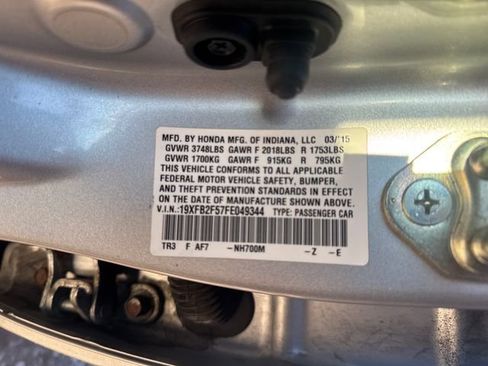 MFD. BY HONDA MFG. OF INDIANA, LLC 03/15
GVWR 3748LBS GAWR F 2018LBS R 1753LBS
GVWR 1700KG GAWR F 915KG R 795KG
THIS VEHICLE CONFORMS TO ALL APPLICABLE
FEDERAL MOTOR VEHICLE SAFETY, BUMPER,
AND THEFT PREVENTION STANDARDS IN EFFECT
ON THE DATE OF MANUFACTURE SHOWN ABOVE.
V.I.N.:19XFB2F57FE049344 TYPE: PASSENGER CAR
TR3 F AF7 -NH700M -Z -E